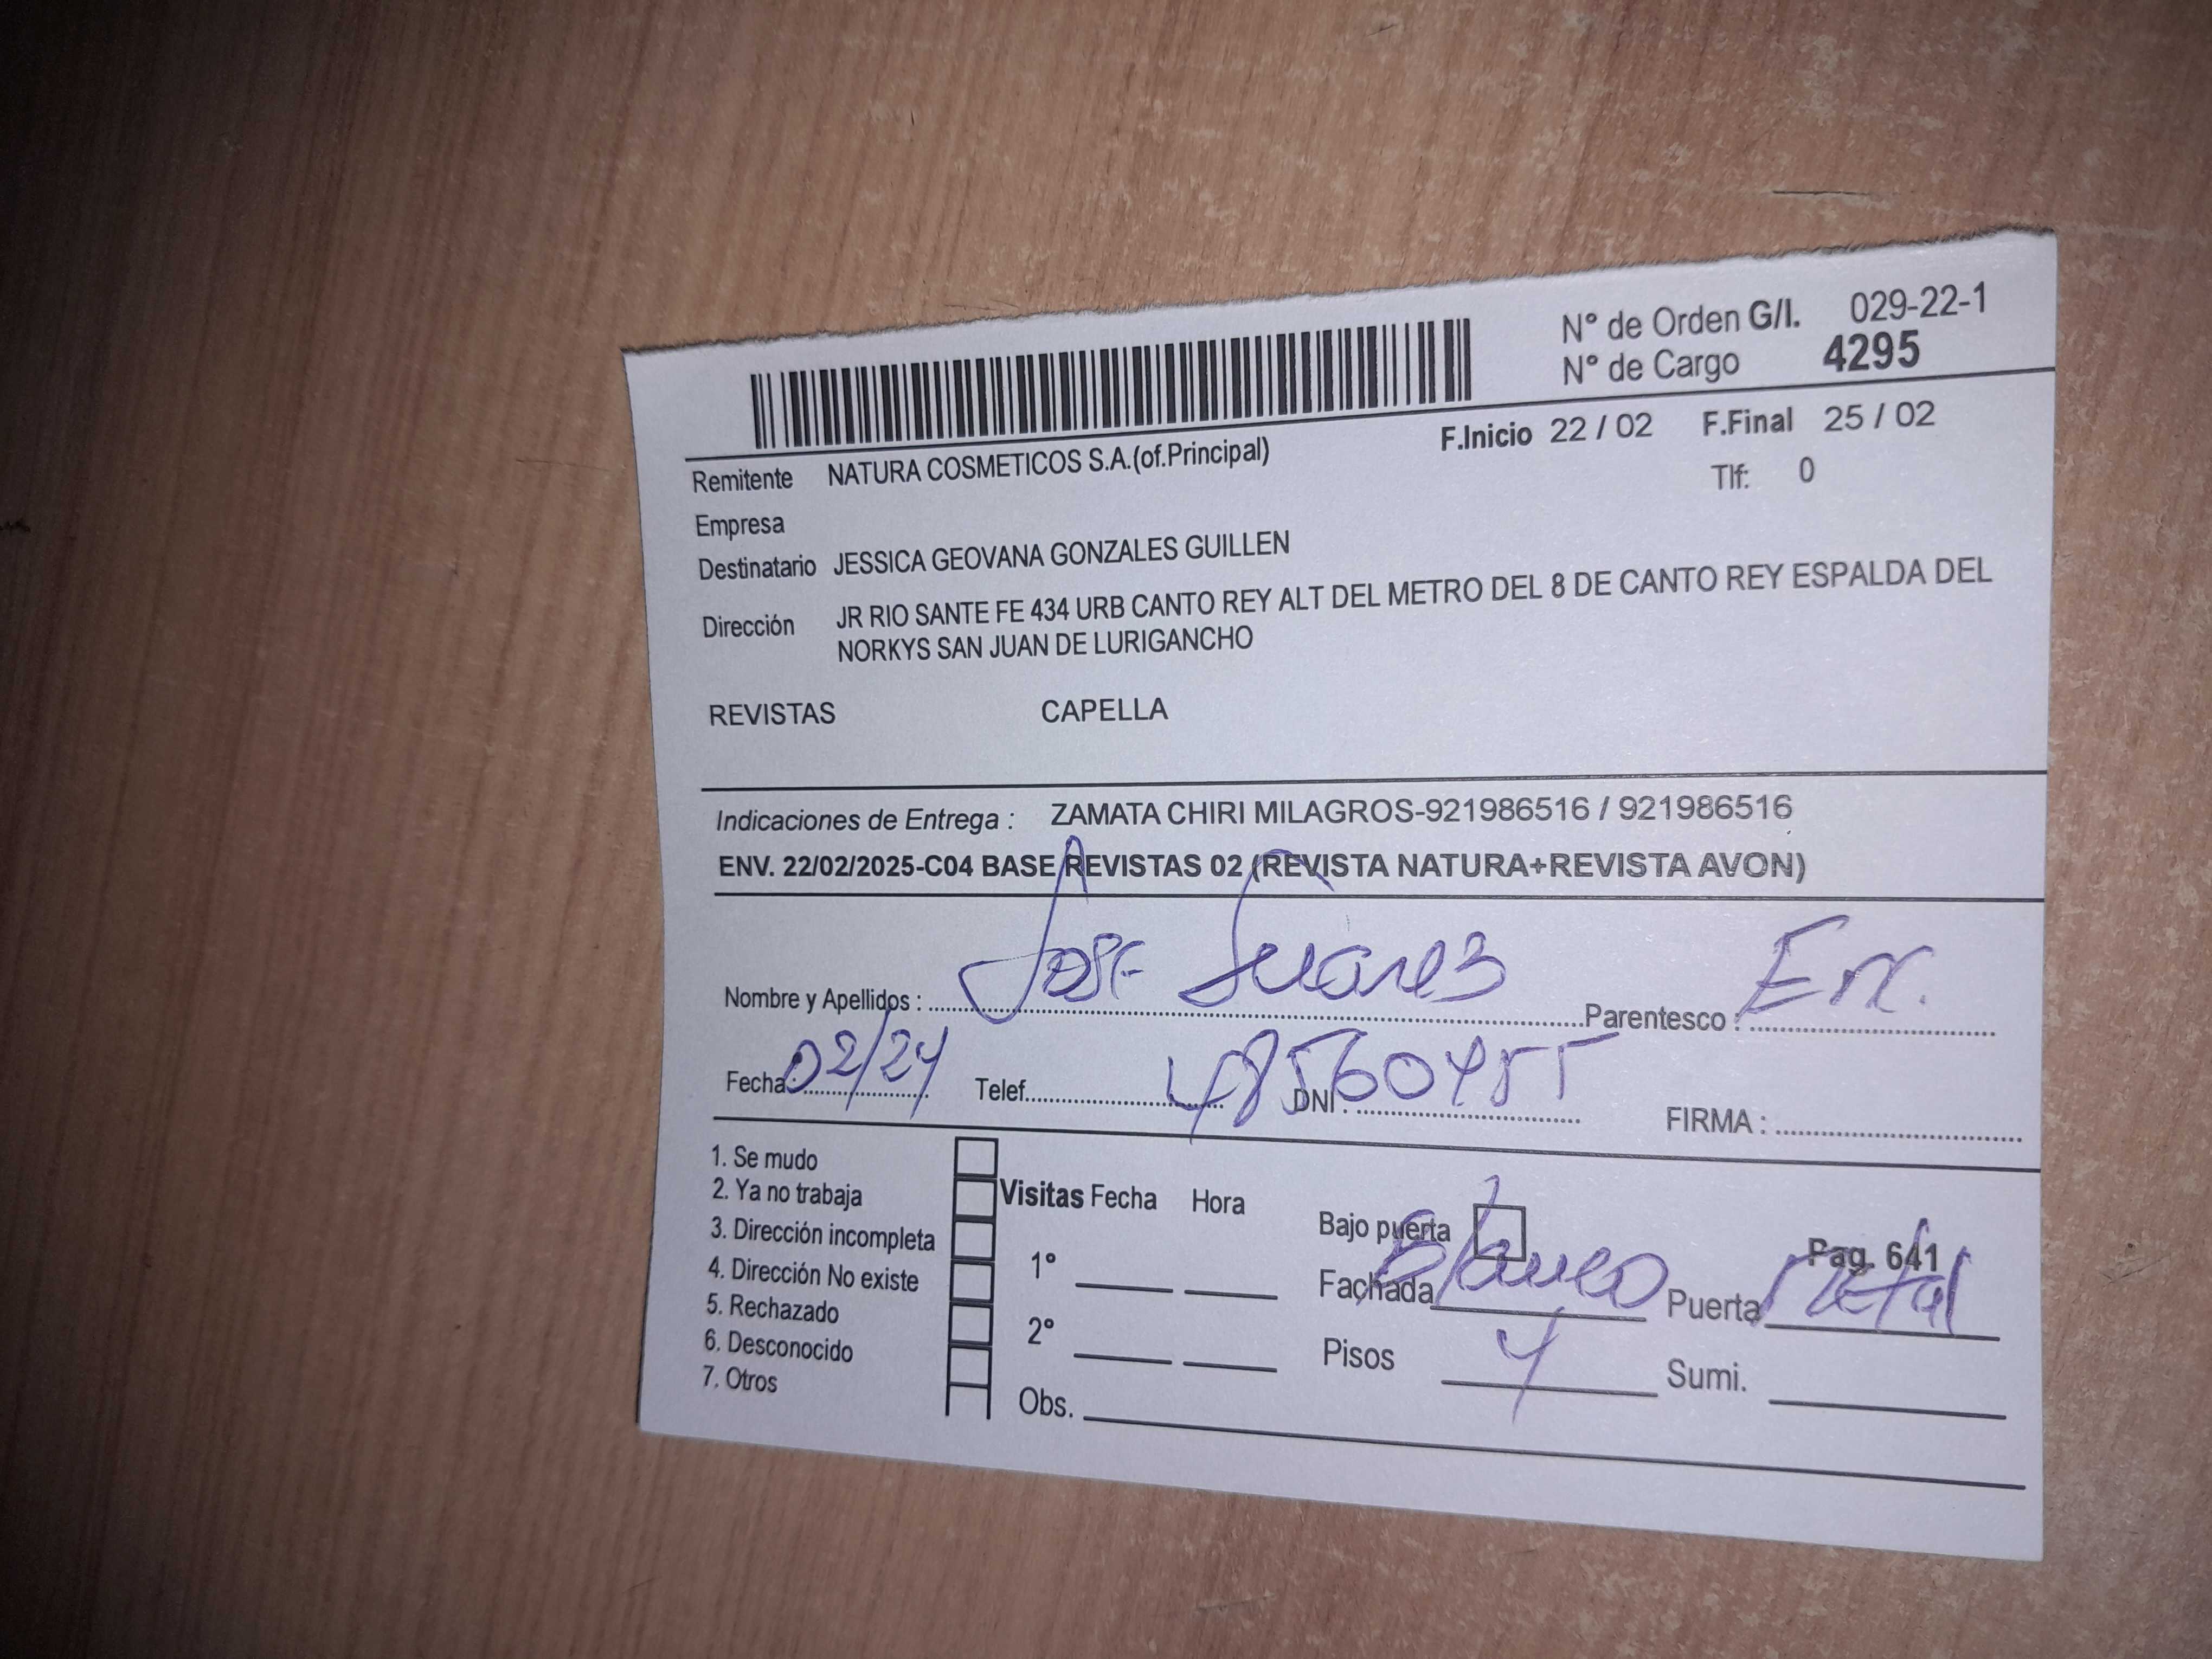 N° de Orden G/I. 029-22-1
N° de Cargo 4295
F.Inicio 22 / 02 F.Final 25 / 02
Remitente NATURA COSMETICOS S.A.(of.Principal)
Tlf: 0
Empresa
Destinatario JESSICA GEOVANA GONZALES GUILLEN
Dirección JR RIO SANTE FE 434 URB CANTO REY ALT DEL METRO DEL 8 DE CANTO REY ESPALDA DEL
NORKYS SAN JUAN DE LURIGANCHO
REVISTAS CAPELLA
Indicaciones de Entrega : ZAMATA CHIRI MILAGROS-921986516 / 921986516
ENV. 22/02/2025-C04 BASE REVISTAS 02 (REVISTA NATURA+REVISTA AVON)
Nombre y Apellidos : Jose Suarez Parentesco : Enc.
Fecha: 02/24 Telef. DNI : 48560455 FIRMA :
1. Se mudo
2. Ya no trabaja
3. Dirección incompleta
4. Dirección No existe
5. Rechazado
6. Desconocido
7. Otros
Visitas Fecha Hora
1°
2°
Obs.
Bajo puerta Pag. 641
Fachada Blanco Puerta Metal
Pisos 4 Sumi.